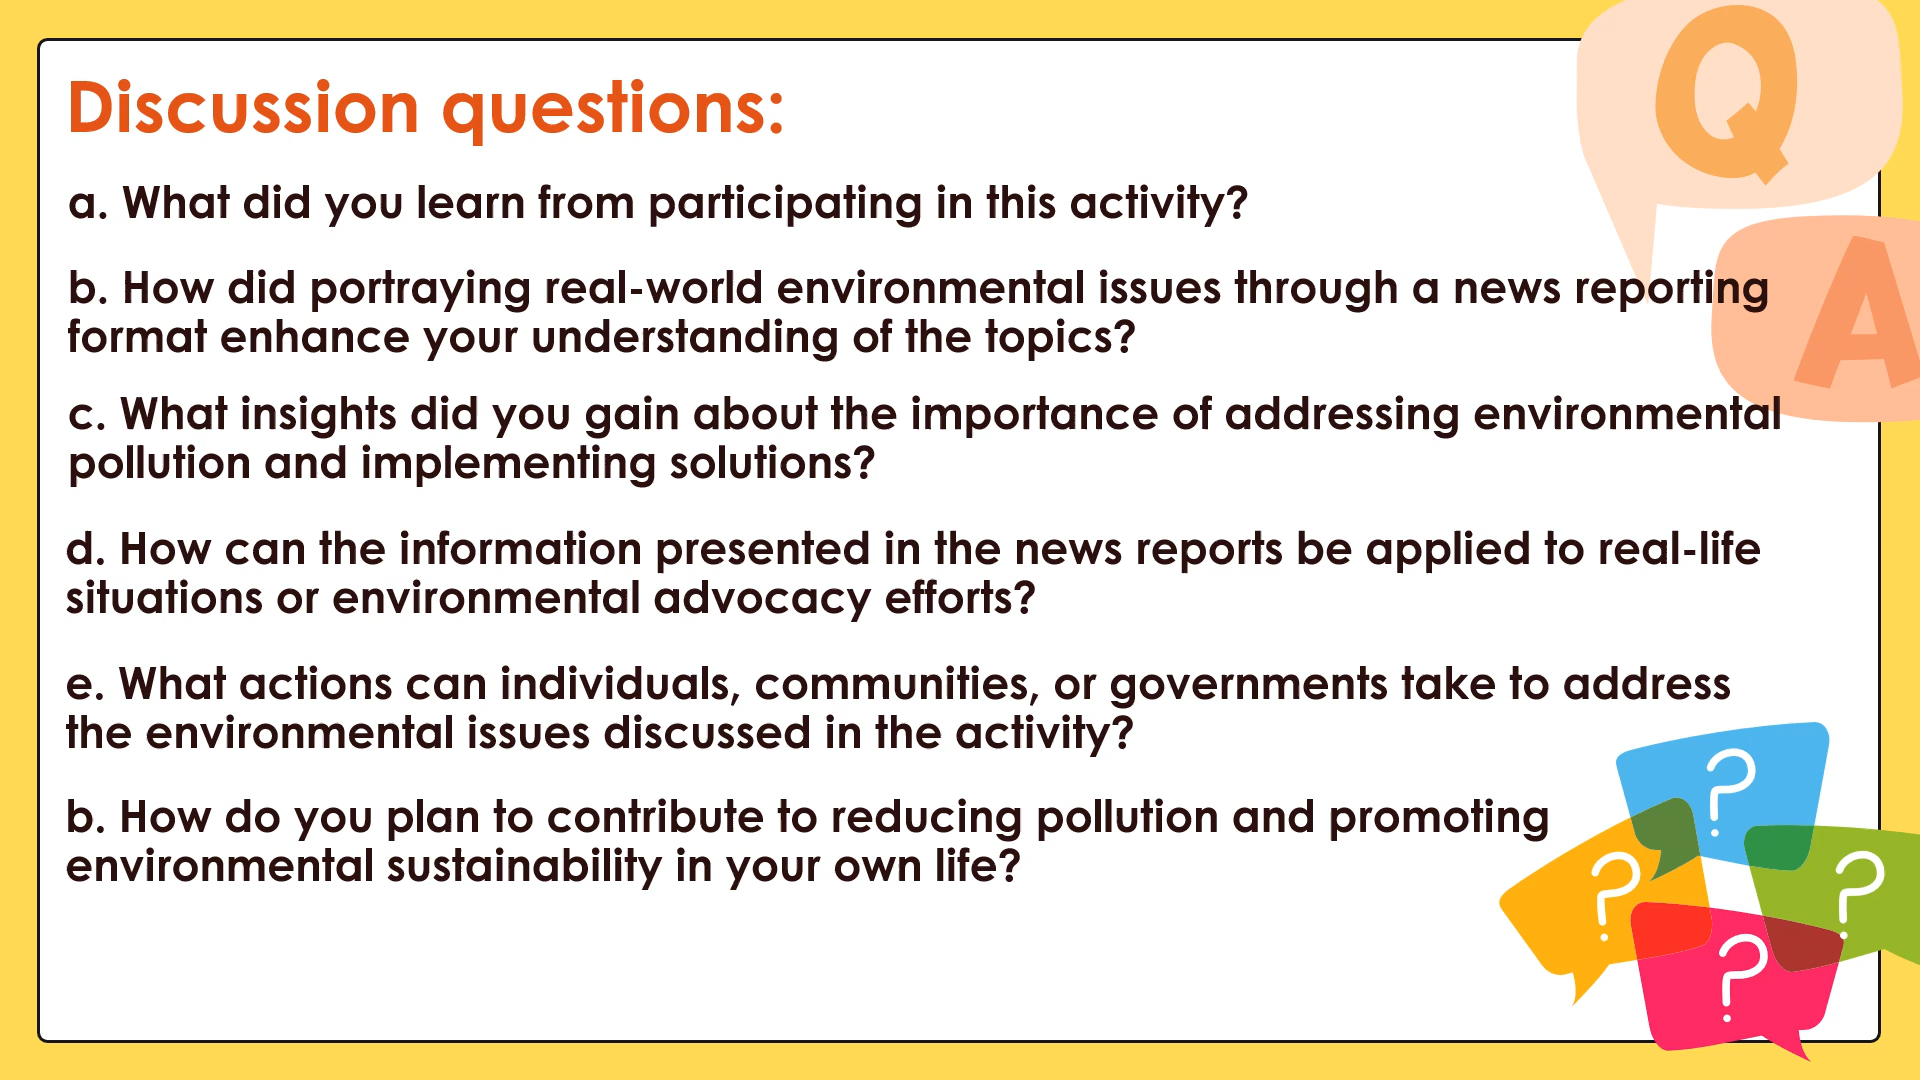 Q
A
Discussion questions:
a. What did you learn from participating in this activity?
b. How did portraying real-world environmental issues through a news reporting
format enhance your understanding of the topics?
c. What insights did you gain about the importance of addressing environmental
pollution and implementing solutions?
d. How can the information presented in the news reports be applied to real-life
situations or environmental advocacy efforts?
e. What actions can individuals, communities, or governments take to address
the environmental issues discussed in the activity?
b. How do you plan to contribute to reducing pollution and promoting
environmental sustainability in your own life?
?
?
?
?